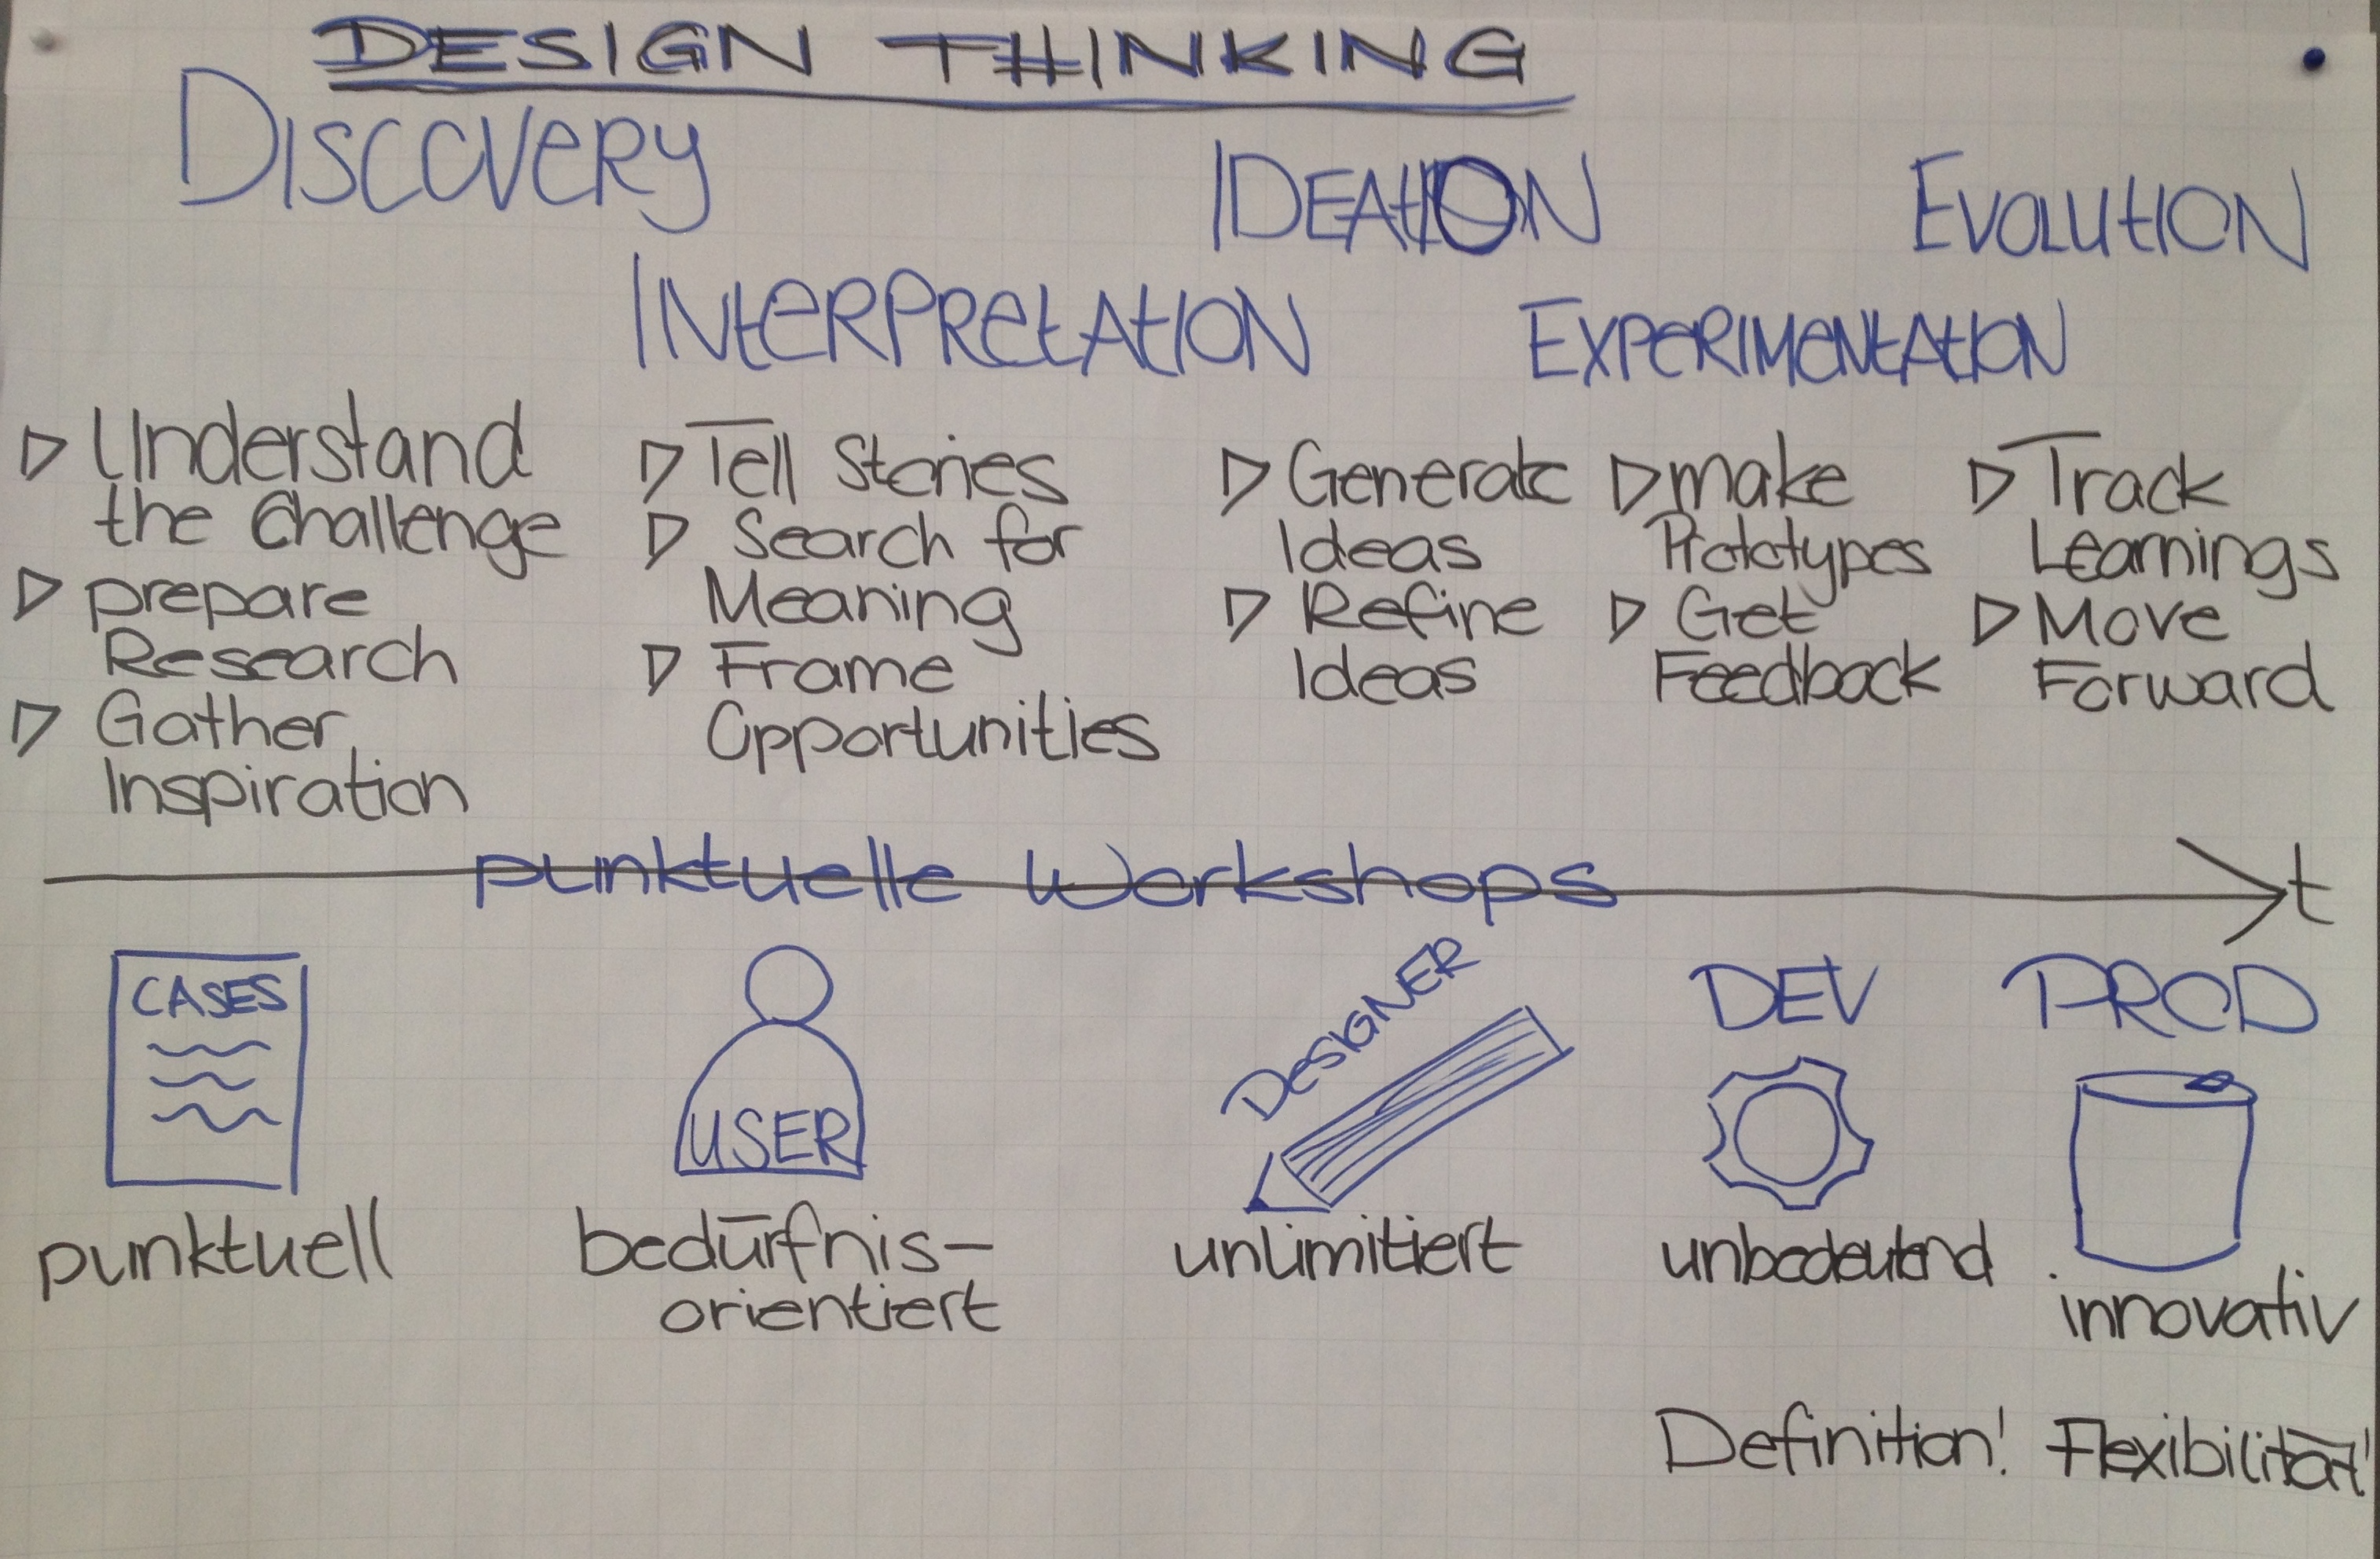 DESIGN THINKING
DISCOVERY
IDEATION
EVOLUTION
INTERPRETATION
EXPERIMENTATION
▷ Understand
the Challenge
▷ prepare
Research
▷ Gather
Inspiration
▷ Tell Stories
▷ Search for
Meaning
▷ Frame
Opportunities
▷ Generate
Ideas
▷ Refine
Ideas
▷ make
Prototypes
▷ Get
Feedback
▷ Track
Learnings
▷ Move
Forward
punktuelle Workshops
t
CASES
punktuell
USER
bedürfnis-
orientiert
DESIGNER
unlimitiert
DEV
unbedeutend
PROD
innovativ
Definition! Flexibilität!